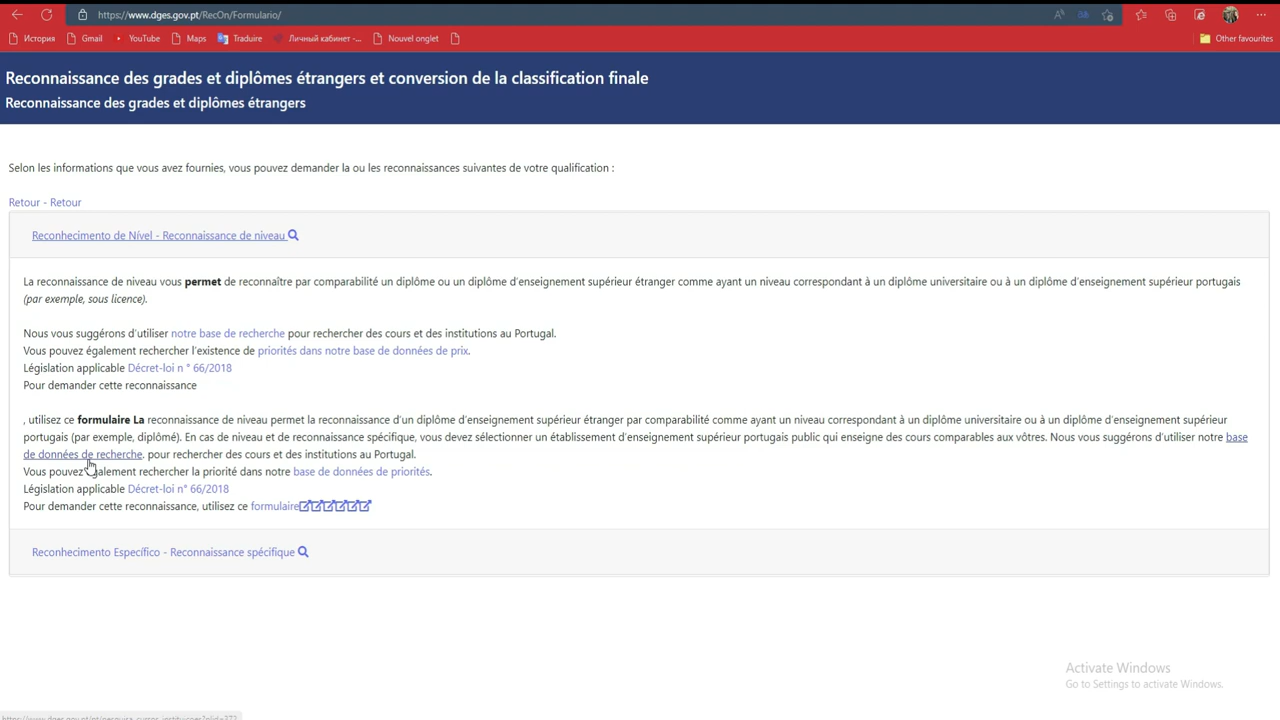 https://www.dges.gov.pt/RecOn/Formulario/
История Gmail YouTube Maps Traduire Личный кабинет -... Nouvel onglet Other favourites
Reconnaissance des grades et diplômes étrangers et conversion de la classification finale
Reconnaissance des grades et diplômes étrangers
Selon les informations que vous avez fournies, vous pouvez demander la ou les reconnaissances suivantes de votre qualification :
Retour - Retour
Reconhecimento de Nível - Reconnaissance de niveau
La reconnaissance de niveau vous permet de reconnaître par comparabilité un diplôme ou un diplôme d'enseignement supérieur étranger comme ayant un niveau correspondant à un diplôme universitaire ou à un diplôme d'enseignement supérieur portugais
(par exemple, sous licence).
Nous vous suggérons d'utiliser notre base de recherche pour rechercher des cours et des institutions au Portugal.
Vous pouvez également rechercher l'existence de priorités dans notre base de données de prix.
Législation applicable Décret-loi n ° 66/2018
Pour demander cette reconnaissance
, utilisez ce formulaire La reconnaissance de niveau permet la reconnaissance d'un diplôme d'enseignement supérieur étranger par comparabilité comme ayant un niveau correspondant à un diplôme universitaire ou à un diplôme d'enseignement supérieur
portugais (par exemple, diplômé). En cas de niveau et de reconnaissance spécifique, vous devez sélectionner un établissement d'enseignement supérieur portugais public qui enseigne des cours comparables aux vôtres. Nous vous suggérons d'utiliser notre base
de données de recherche. pour rechercher des cours et des institutions au Portugal.
Vous pouvez également rechercher la priorité dans notre base de données de priorités.
Législation applicable Décret-loi n° 66/2018
Pour demander cette reconnaissance, utilisez ce formulaire
Reconhecimento Específico - Reconnaissance spécifique
Activate Windows
Go to Settings to activate Windows.